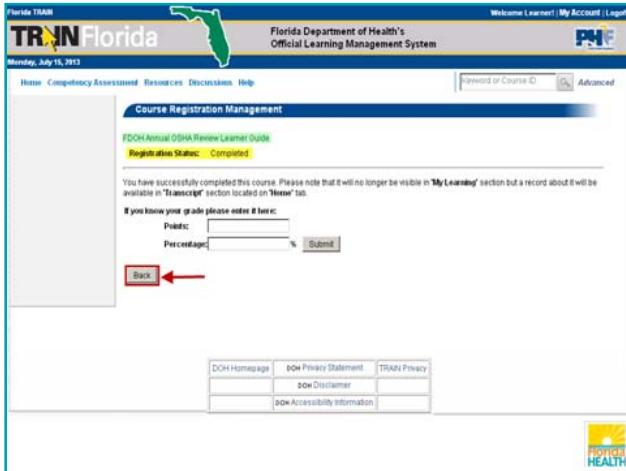 Florida TRAIN
Welcome Learner! | My Account | Logoff
TRAIN Florida
Florida Department of Health's
Official Learning Management System
PHF
Monday, July 15, 2013
Home Competency Assessment Resources Discussions Help
Keyword or Course ID
Advanced
Course Registration Management
FDOH Annual OSHA Review Learner Guide
Registration Status: Completed
You have successfully completed this course. Please note that it will no longer be visible in "My Learning" section but a record about it will be
available in "Transcript" section located on "Home" tab.
If you know your grade please enter it here:
Points:
Percentage: % Submit
Back
DOH Homepage DOH Privacy Statement TRAIN Privacy
DOH Disclaimer
DOH Accessibility Information
Florida
HEALTH